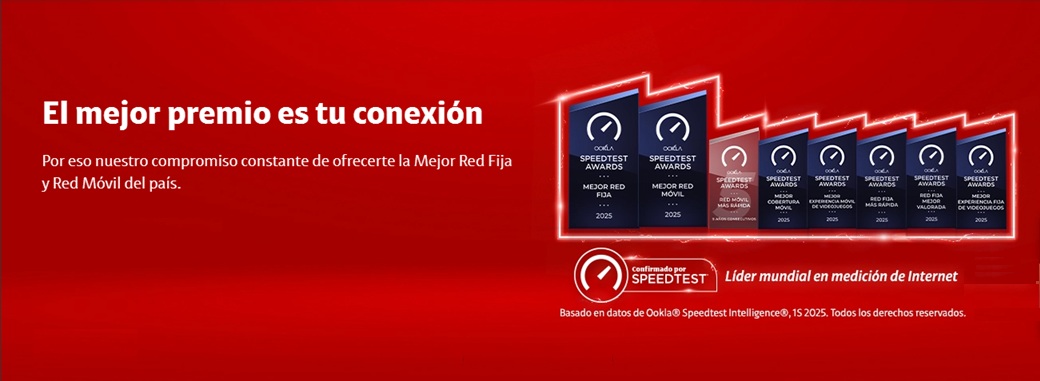 El mejor premio es tu conexión
Por eso nuestro compromiso constante de ofrecerte la Mejor Red Fija
y Red Móvil del país.
OOKLA
SPEEDTEST
AWARDS
MEJOR RED
FIJA
2025
OOKLA
SPEEDTEST
AWARDS
MEJOR RED
MÓVIL
2025
OOKLA
SPEEDTEST
AWARDS
RED MÓVIL
MÁS RÁPIDA
OOKLA
SPEEDTEST
AWARDS
MEJOR
COBERTURA
MÓVIL
2025
OOKLA
SPEEDTEST
AWARDS
MEJOR
EXPERIENCIA MÓVIL
DE VIDEOJUEGOS
2025
OOKLA
SPEEDTEST
AWARDS
RED FIJA
MÁS RÁPIDA
2025
OOKLA
SPEEDTEST
AWARDS
RED FIJA
MEJOR
VALORADA
2025
OOKLA
SPEEDTEST
AWARDS
MEJOR
EXPERIENCIA FIJA
DE VIDEOJUEGOS
2025
Confirmado por
SPEEDTEST
Líder mundial en medición de Internet
Basado en datos de Ookla® Speedtest Intelligence®, 1S 2025. Todos los derechos reservados.